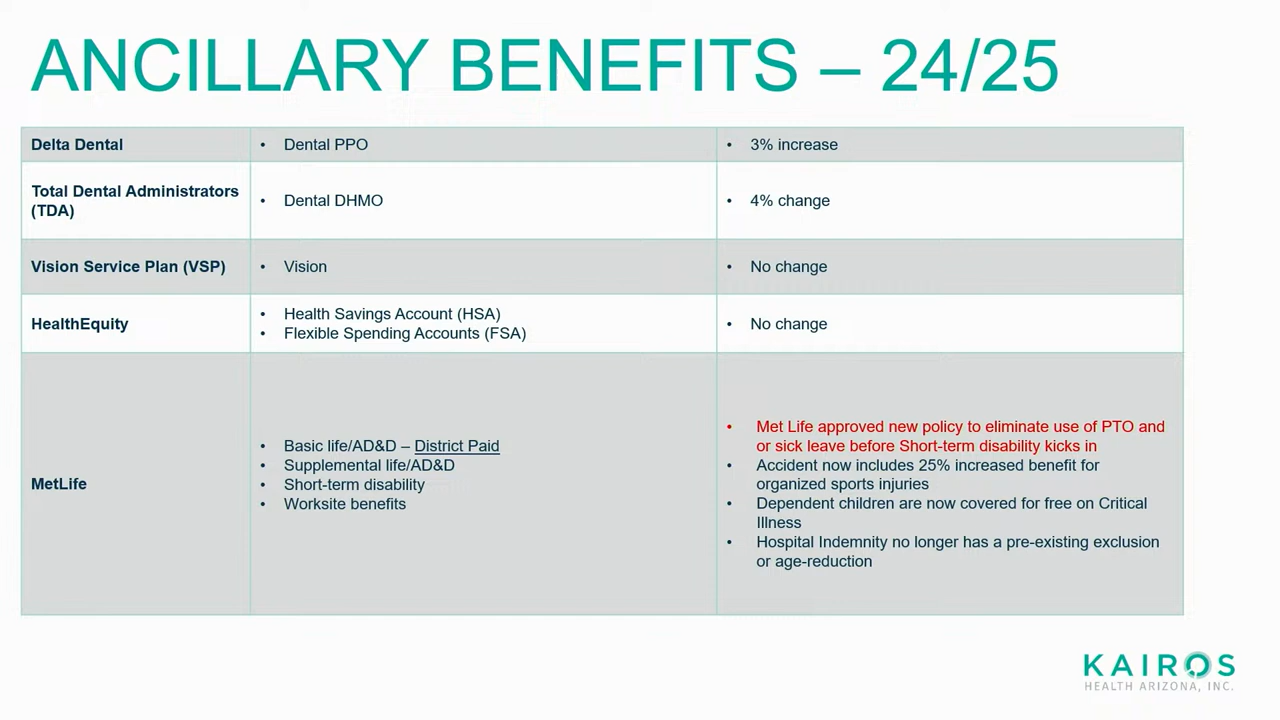 ANCILLARY BENEFITS – 24/25
Delta Dental
• Dental PPO
• 3% increase
Total Dental Administrators
(TDA)
• Dental DHMO
• 4% change
Vision Service Plan (VSP)
• Vision
• No change
HealthEquity
• Health Savings Account (HSA)
• Flexible Spending Accounts (FSA)
• No change
MetLife
• Basic life/AD&D – District Paid
• Supplemental life/AD&D
• Short-term disability
• Worksite benefits
• Met Life approved new policy to eliminate use of PTO and
or sick leave before Short-term disability kicks in
• Accident now includes 25% increased benefit for
organized sports injuries
• Dependent children are now covered for free on Critical
Illness
• Hospital Indemnity no longer has a pre-existing exclusion
or age-reduction
KAIROS
HEALTH ARIZONA, INC.